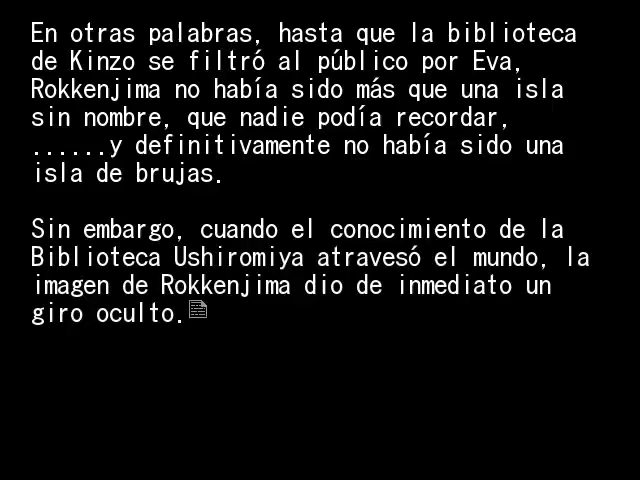 En otras palabras, hasta que la biblioteca
de Kinzo se filtró al público por Eva,
Rokkenjima no había sido más que una isla
sin nombre, que nadie podía recordar,
......y definitivamente no había sido una
isla de brujas.
Sin embargo, cuando el conocimiento de la
Biblioteca Ushiromiya atravesó el mundo, la
imagen de Rokkenjima dio de inmediato un
giro oculto.